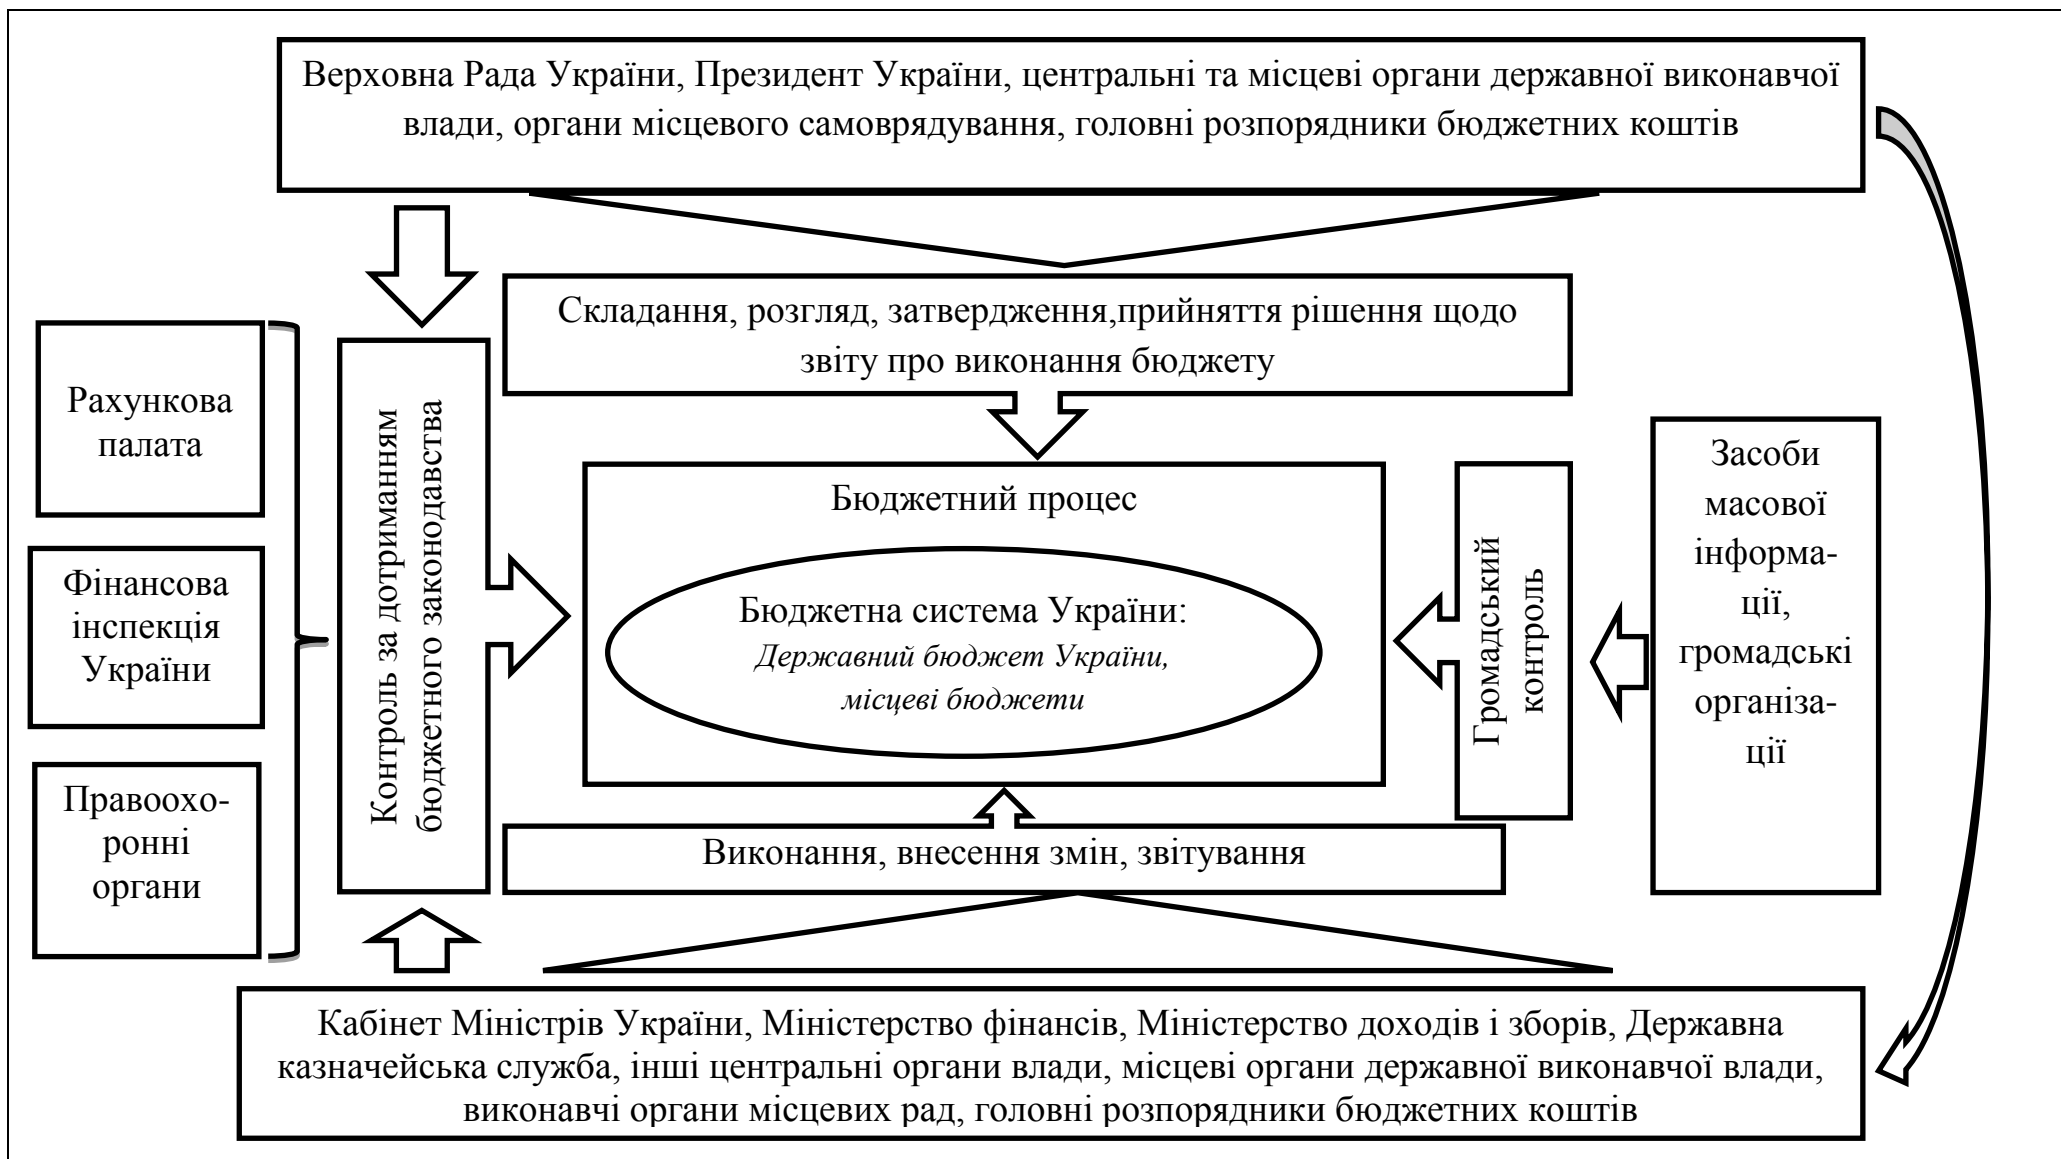 Верховна Рада України, Президент України, центральні та місцеві органи державної виконавчої
влади, органи місцевого самоврядування, головні розпорядники бюджетних коштів
Складання, розгляд, затвердження,прийняття рішення щодо
звіту про виконання бюджету
Рахункова
палата
Фінансова
інспекція
України
Правоохо-
ронні
органи
Контроль за дотриманням
бюджетного законодавства
Бюджетний процес
Бюджетна система України:
Державний бюджет України,
місцеві бюджети
Громадський
контроль
Засоби
масової
інформа-
ції,
громадські
організа-
ції
Виконання, внесення змін, звітування
Кабінет Міністрів України, Міністерство фінансів, Міністерство доходів і зборів, Державна
казначейська служба, інші центральні органи влади, місцеві органи державної виконавчої влади,
виконавчі органи місцевих рад, головні розпорядники бюджетних коштів